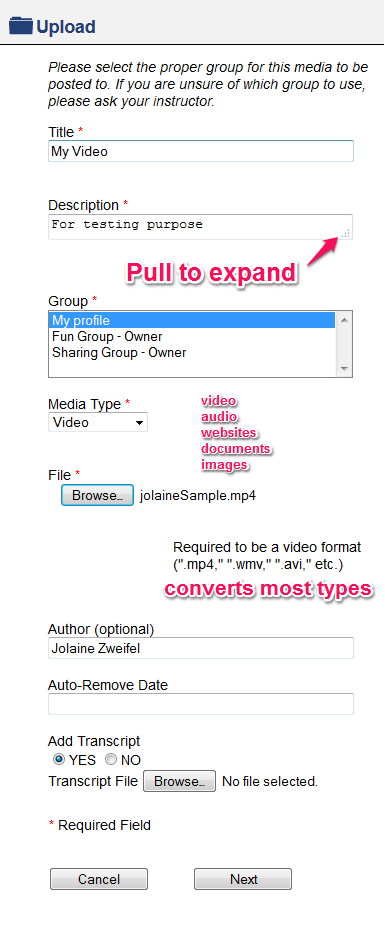 Upload
Please select the proper group for this media to be
posted to. If you are unsure of which group to use,
please ask your instructor.
Title *
My Video
Description *
For testing purpose
Pull to expand
Group *
My profile
Fun Group - Owner
Sharing Group - Owner
Media Type *
Video
video
audio
websites
documents
images
File *
Browse… jolaineSample.mp4
Required to be a video format
(".mp4," ".wmv," ".avi," etc.)
converts most types
Author (optional)
Jolaine Zweifel
Auto-Remove Date
Add Transcript
YES NO
Transcript File Browse… No file selected.
* Required Field
Cancel Next